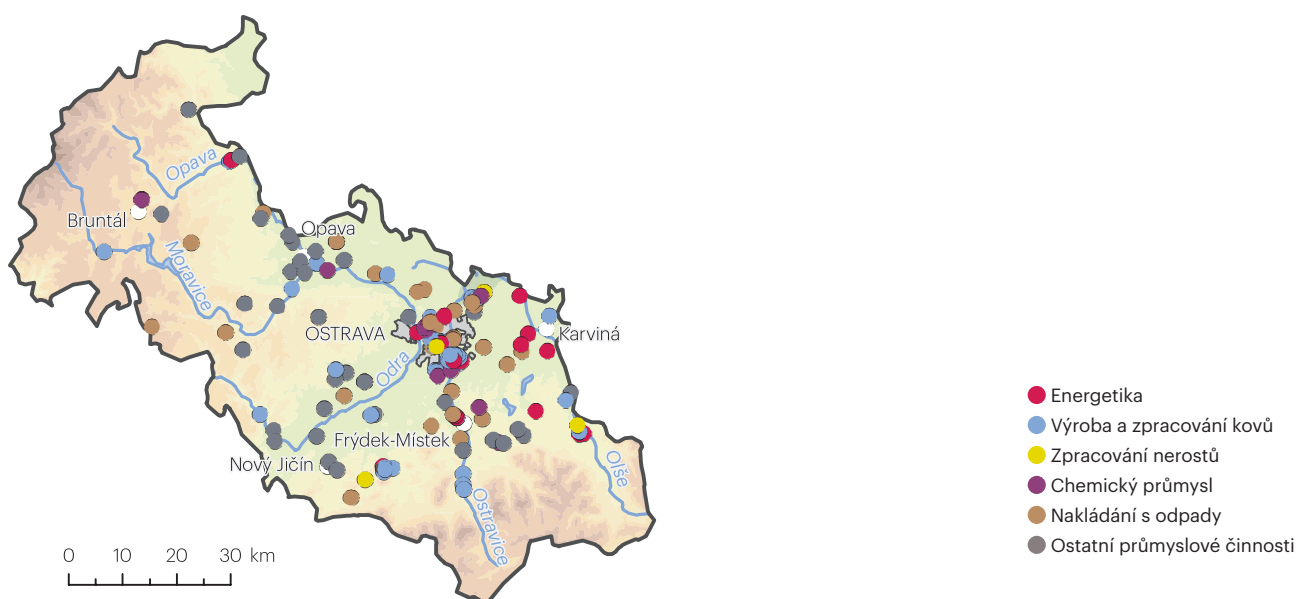 Opava
Bruntál
Opava
Moravice
OSTRAVA
Karviná
Odra
Frýdek-Místek
Nový Jičín
Olše
Ostravice
0 10 20 30 km
Energetika
Výroba a zpracování kovů
Zpracování nerostů
Chemický průmysl
Nakládání s odpady
Ostatní průmyslové činnosti